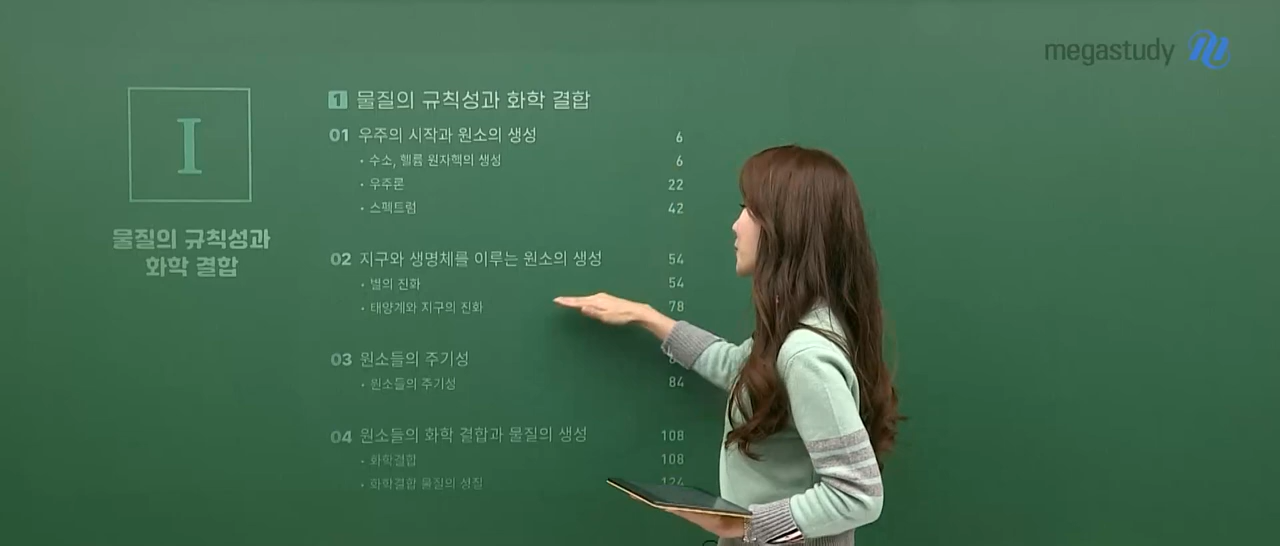 megastudy
I
물질의 규칙성과
화학 결합
1 물질의 규칙성과 화학 결합
01 우주의 시작과 원소의 생성 6
• 수소, 헬륨 원자핵의 생성 6
• 우주론 22
• 스펙트럼 42
02 지구와 생명체를 이루는 원소의 생성 54
• 별의 진화 54
• 태양계와 지구의 진화 78
03 원소들의 주기성
• 원소들의 주기성 84
04 원소들의 화학 결합과 물질의 생성 108
• 화학결합 108
• 화학결합 물질의 성질 124